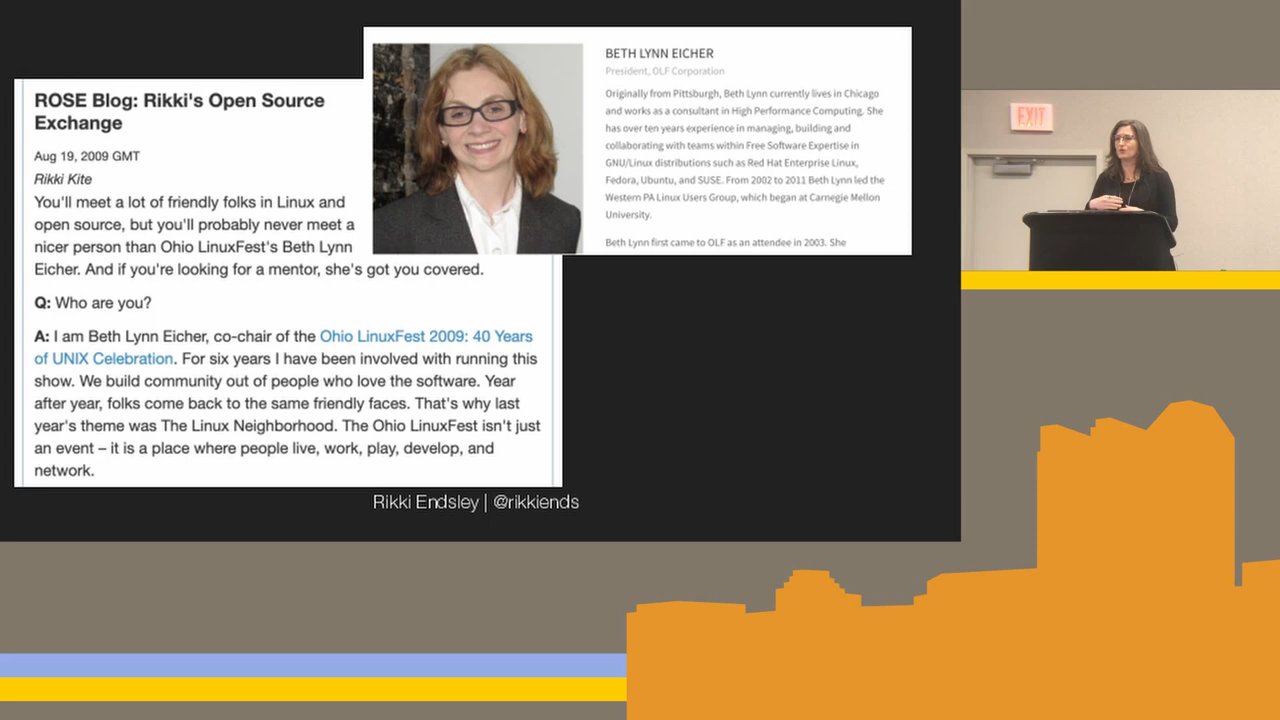 ROSE Blog: Rikki's Open Source
Exchange
Aug 19, 2009 GMT
Rikki Kite
You'll meet a lot of friendly folks in Linux and
open source, but you'll probably never meet a
nicer person than Ohio LinuxFest's Beth Lynn
Eicher. And if you're looking for a mentor, she's got you covered.
Q: Who are you?
A: I am Beth Lynn Eicher, co-chair of the Ohio LinuxFest 2009: 40 Years
of UNIX Celebration. For six years I have been involved with running this
show. We build community out of people who love the software. Year
after year, folks come back to the same friendly faces. That's why last
year's theme was The Linux Neighborhood. The Ohio LinuxFest isn't just
an event – it is a place where people live, work, play, develop, and
network.
BETH LYNN EICHER
President, OLF Corporation
Originally from Pittsburgh, Beth Lynn currently lives in Chicago
and works as a consultant in High Performance Computing. She
has over ten years experience in managing, building and
collaborating with teams within Free Software Expertise in
GNU/Linux distributions such as Red Hat Enterprise Linux,
Fedora, Ubuntu, and SUSE. From 2002 to 2011 Beth Lynn led the
Western PA Linux Users Group, which began at Carnegie Mellon
University.
Beth Lynn first came to OLF as an attendee in 2003. She
Rikki Endsley | @rikkiends
EXIT